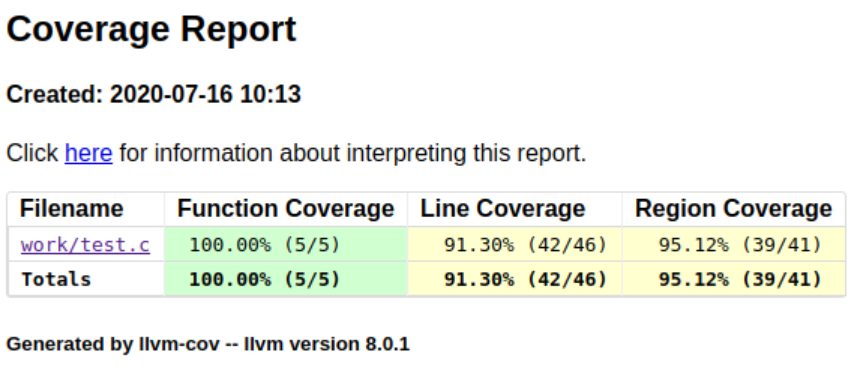 Coverage Report
Created: 2020-07-16 10:13
Click here for information about interpreting this report.
Filename Function Coverage Line Coverage Region Coverage
work/test.c 100.00% (5/5) 91.30% (42/46) 95.12% (39/41)
Totals 100.00% (5/5) 91.30% (42/46) 95.12% (39/41)
Generated by llvm-cov -- llvm version 8.0.1